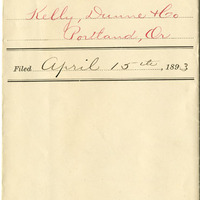 Kelly, Dunne & Co
Portland, Or.
Filed April 15th, 1893